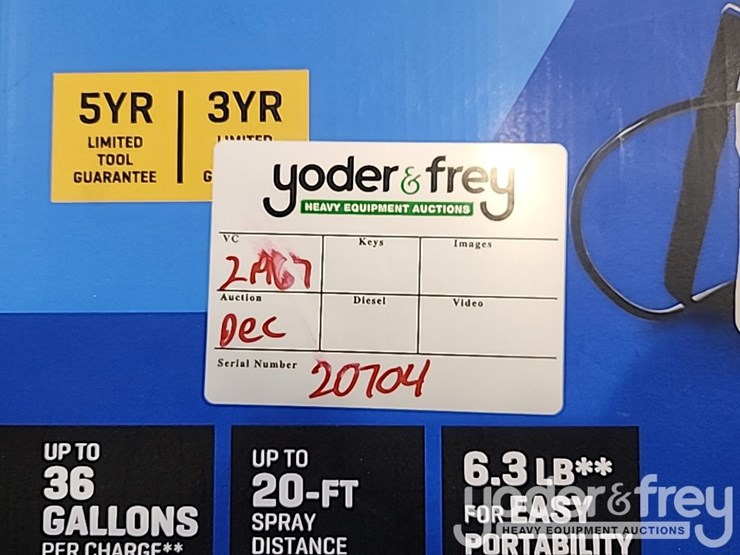 5YR
LIMITED
TOOL
GUARANTEE
3YR
LIMITED
G
yoder & frey
HEAVY EQUIPMENT AUCTIONS
VC
Keys
Images
Auction
Diesel
Video
Dec
Serial Number
20704
UP TO
36
GALLONS
PER CHARGE**
UP TO
20-FT
SPRAY
DISTANCE
6.3 LB**
FOR EASY
PORTABILITY
yoder & frey
HEAVY EQUIPMENT AUCTIONS